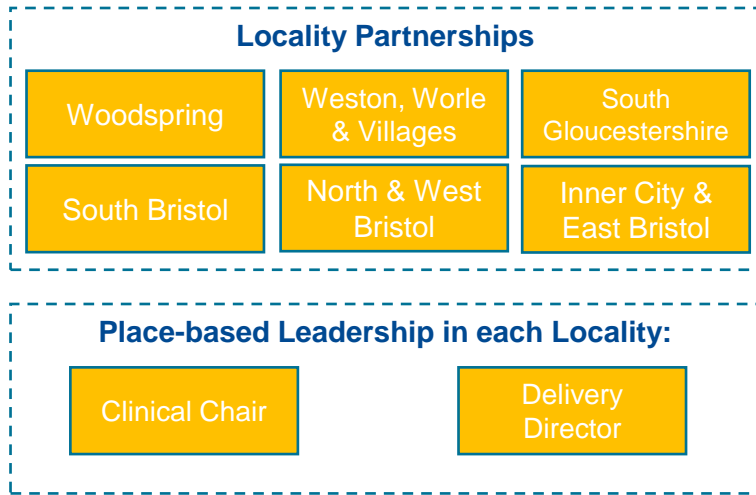 Locality Partnerships
Woodspring
Weston, Worle
& Villages
South
Gloucestershire
South Bristol
North & West
Bristol
Inner City &
East Bristol
Place-based Leadership in each Locality:
Clinical Chair
Delivery
Director